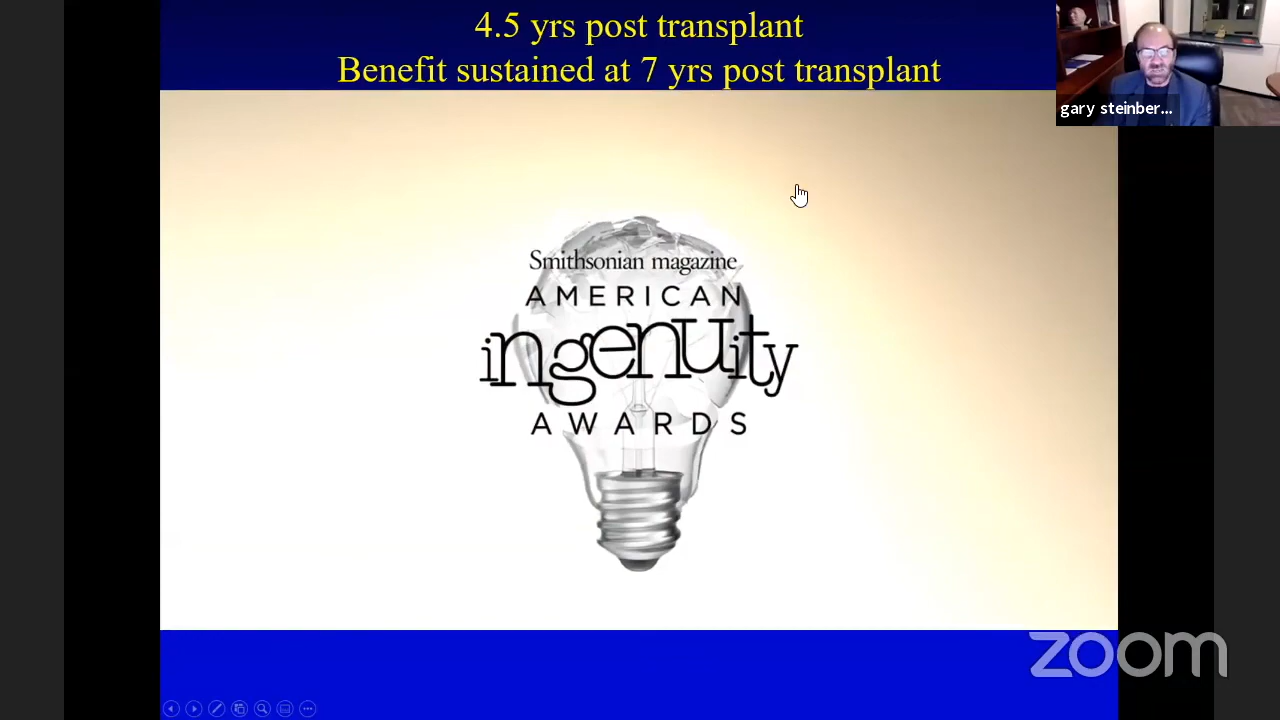 4.5 yrs post transplant
Benefit sustained at 7 yrs post transplant
gary steinber...
Smithsonian magazine
AMERICAN
ingenuity
AWARDS
zoom